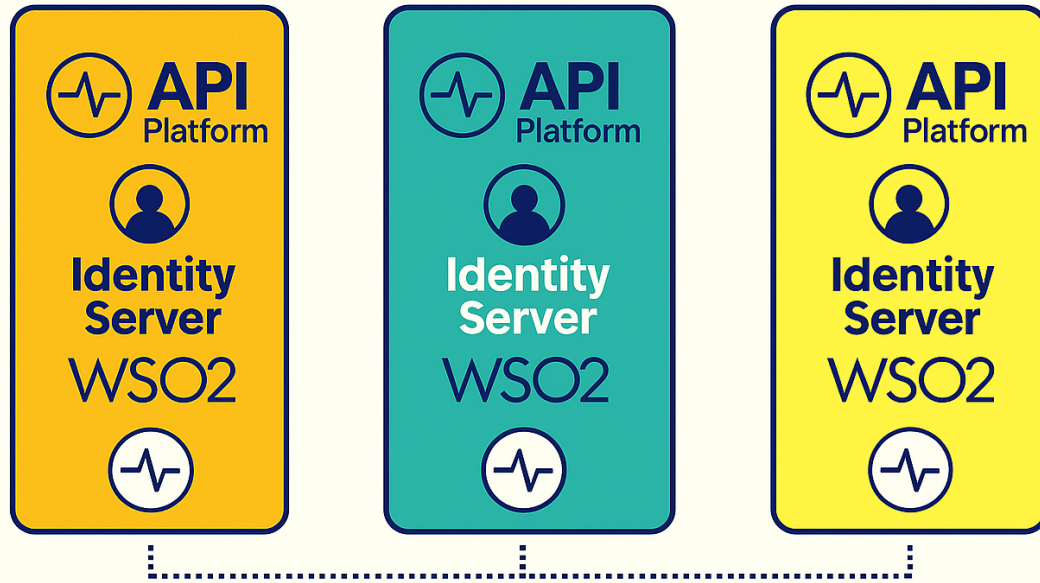 API
Platform
Identity
Server
WSO2
API
Platform
Identity
Server
WSO2
API
Platform
Identity
Server
WSO2